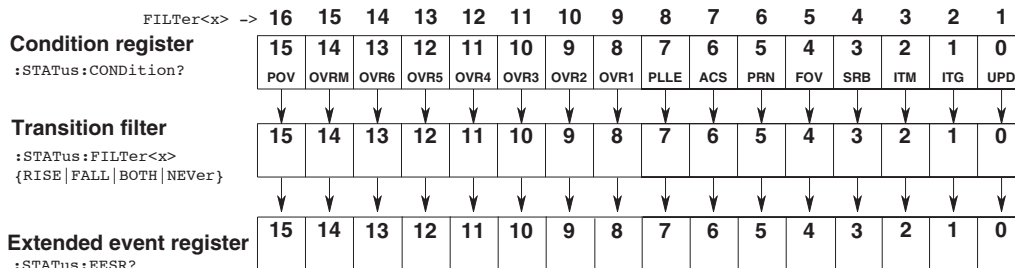 FILTer<x> -> 16 15 14 13 12 11 10 9 8 7 6 5 4 3 2 1
Condition register
:STATus:CONDition?
15 14 13 12 11 10 9 8 7 6 5 4 3 2 1 0
POV OVRM OVR6 OVR5 OVR4 OVR3 OVR2 OVR1 PLLE ACS PRN FOV SRB ITM ITG UPD
Transition filter
:STATus:FILTer<x>
{RISE|FALL|BOTH|NEVer}
15 14 13 12 11 10 9 8 7 6 5 4 3 2 1 0
Extended event register
:STATus:EESR?
15 14 13 12 11 10 9 8 7 6 5 4 3 2 1 0